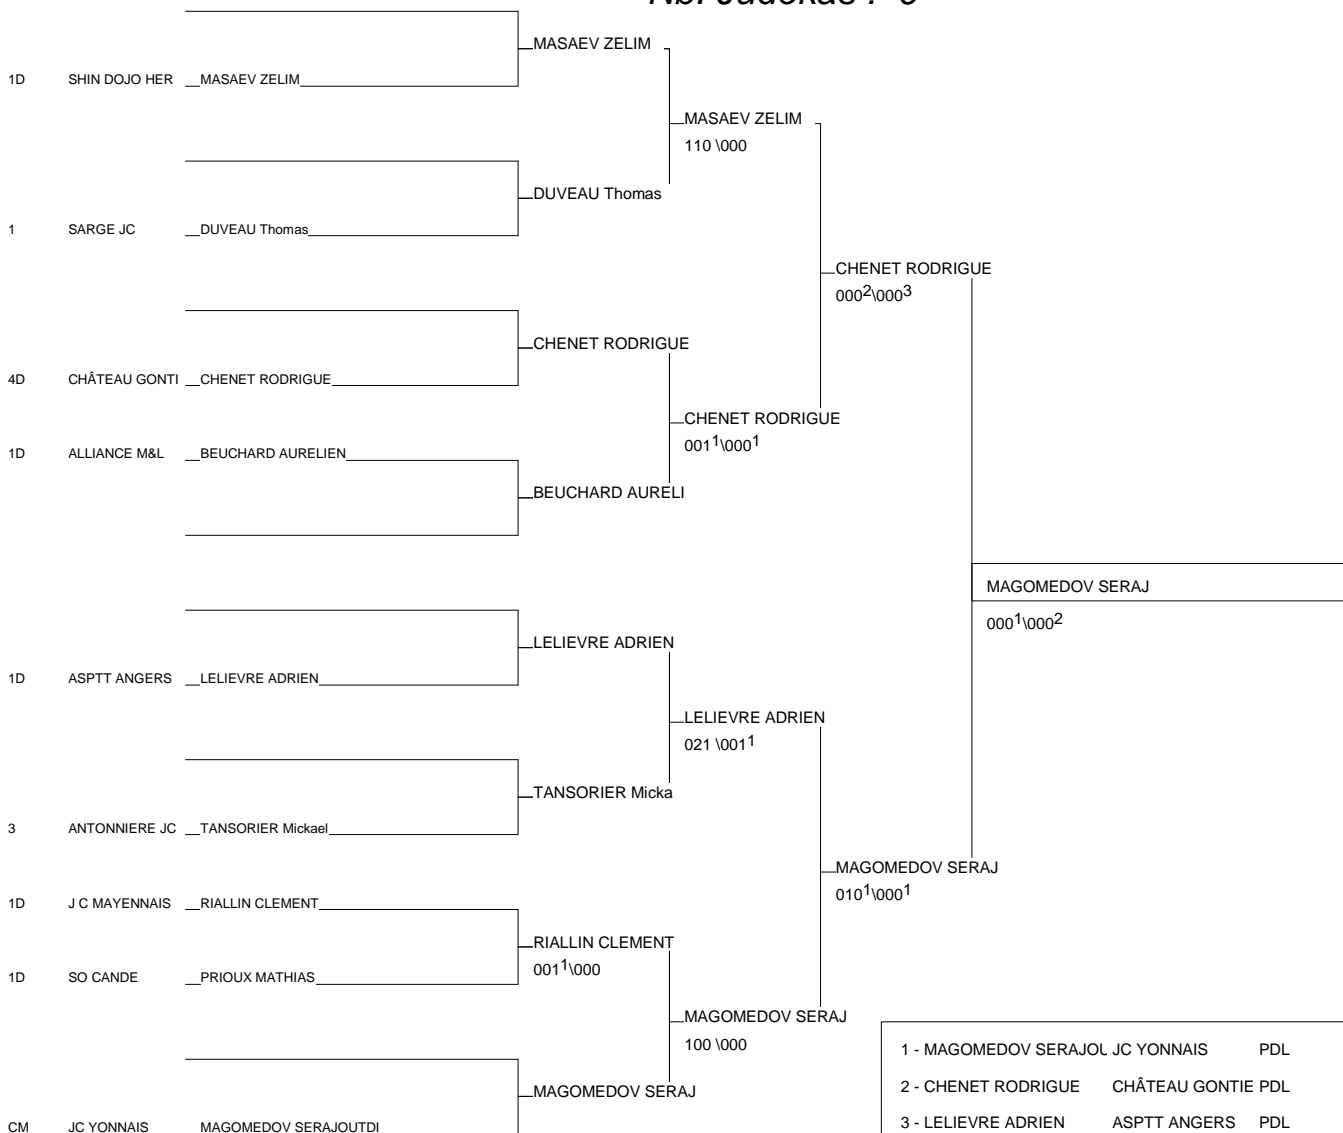 Nbr Judokas : 9
MASAEV ZELIM
1D SHIN DOJO HER MASAEV ZELIM
MASAEV ZELIM
110 \000
DUVEAU Thomas
1 SARGE JC DUVEAU Thomas
CHENET RODRIGUE
000²\000³
CHENET RODRIGUE
4D CHÂTEAU GONTI CHENET RODRIGUE
CHENET RODRIGUE
001¹\000¹
1D ALLIANCE M&L BEUCHARD AURELIEN
BEUCHARD AURELI
MAGOMEDOV SERAJ
000¹\000²
LELIEVRE ADRIEN
1D ASPTT ANGERS LELIEVRE ADRIEN
LELIEVRE ADRIEN
021 \001¹
TANSORIER Micka
3 ANTONNIERE JC TANSORIER Mickael
MAGOMEDOV SERAJ
010¹\000¹
1D J C MAYENNAIS RIALLIN CLEMENT
RIALLIN CLEMENT
001¹\000
1D SO CANDE PRIOUX MATHIAS
MAGOMEDOV SERAJ
100 \000
MAGOMEDOV SERAJ
CM JC YONNAIS MAGOMEDOV SERAJOUTDI
1 - MAGOMEDOV SERAJOU JC YONNAIS PDL
2 - CHENET RODRIGUE CHÂTEAU GONTIE PDL
3 - LELIEVRE ADRIEN ASPTT ANGERS PDL